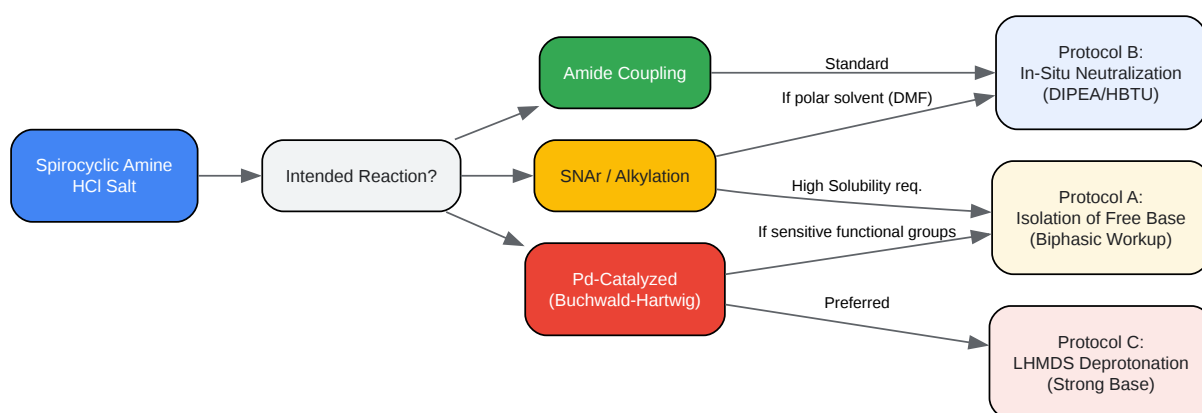 Spirocyclic Amine
HCl Salt
Intended Reaction?
Amide Coupling
SNAr / Alkylation
Pd-Catalyzed
(Buchwald-Hartwig)
Standard
If polar solvent (DMF)
High Solubility req.
If sensitive functional groups
Preferred
Protocol B:
In-Situ Neutralization
(DIPEA/HBTU)
Protocol A:
Isolation of Free Base
(Biphasic Workup)
Protocol C:
LHMDS Deprotonation
(Strong Base)